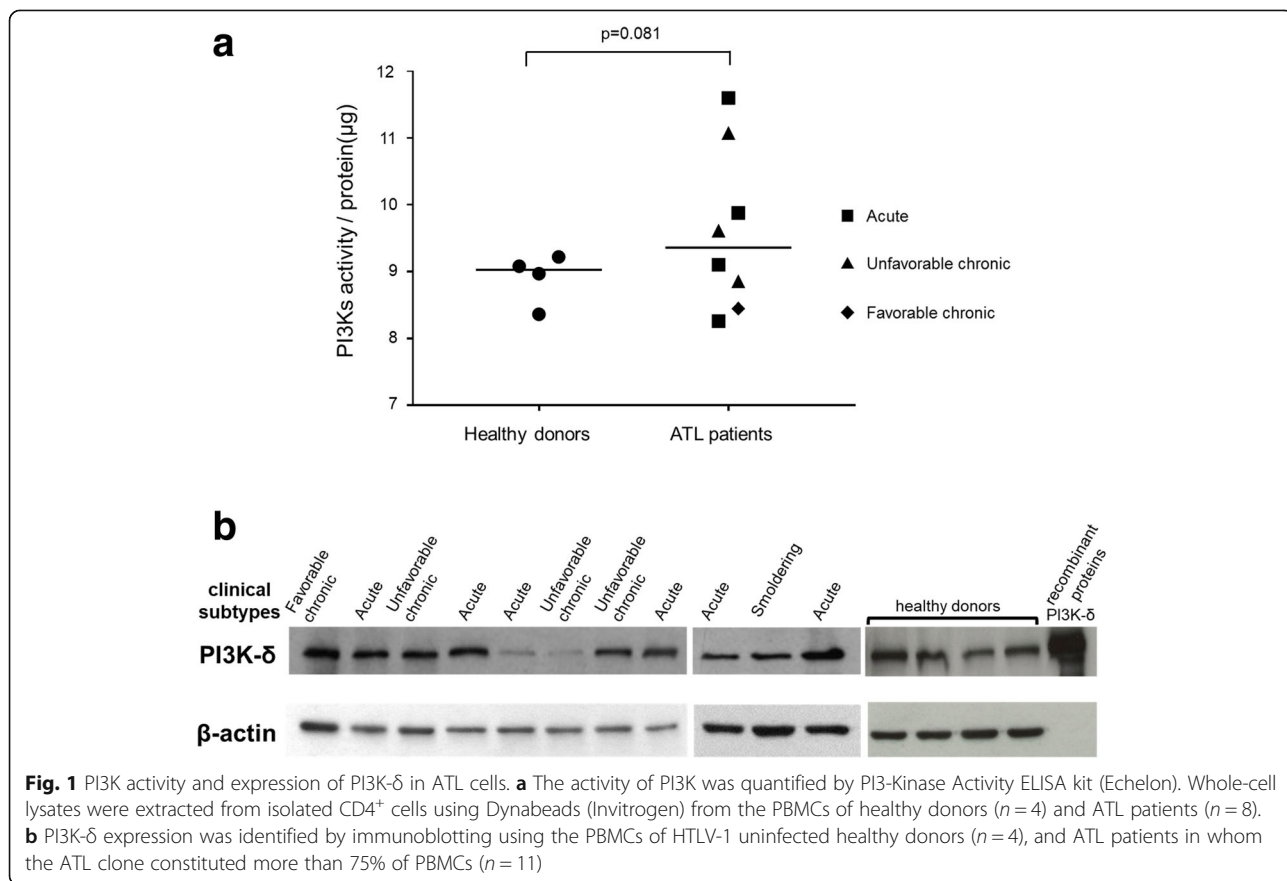 a
p=0.081
12
11
10
9
8
7
PI3Ks activity / protein(μg)
Healthy donors
ATL patients
Acute
Unfavorable chronic
Favorable chronic
b
clinical
subtypes
Favorable
chronic
Acute
Unfavorable
chronic
Acute
Acute
Unfavorable
chronic
Unfavorable
chronic
Acute
Acute
Smoldering
Acute
healthy donors
recombinant
proteins
PI3K-δ
PI3K-δ
β-actin
Fig. 1 PI3K activity and expression of PI3K-δ in ATL cells. a The activity of PI3K was quantified by PI3-Kinase Activity ELISA kit (Echelon). Whole-cell
lysates were extracted from isolated CD4+ cells using Dynabeads (Invitrogen) from the PBMCs of healthy donors (n = 4) and ATL patients (n = 8).
b PI3K-δ expression was identified by immunoblotting using the PBMCs of HTLV-1 uninfected healthy donors (n = 4), and ATL patients in whom
the ATL clone constituted more than 75% of PBMCs (n = 11)